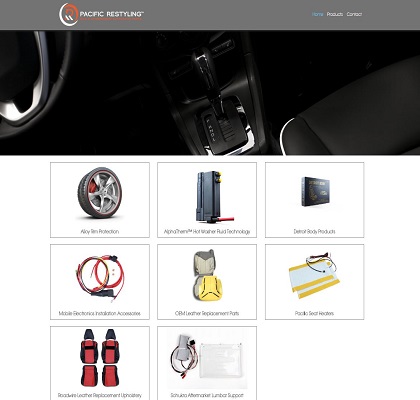 PACIFIC RESTYLING™
Home Products Contact
Alloy Rim Protection
AlphaTherm™ Hot Washer Fluid Technology
Detroit Body Products
Mobile Electronics Installation Accessories
OEM Leather Replacement Parts
Pacific Seat Heaters
Roadwire Leather Replacement Upholstery
Schukra Aftermarket Lumbar Support